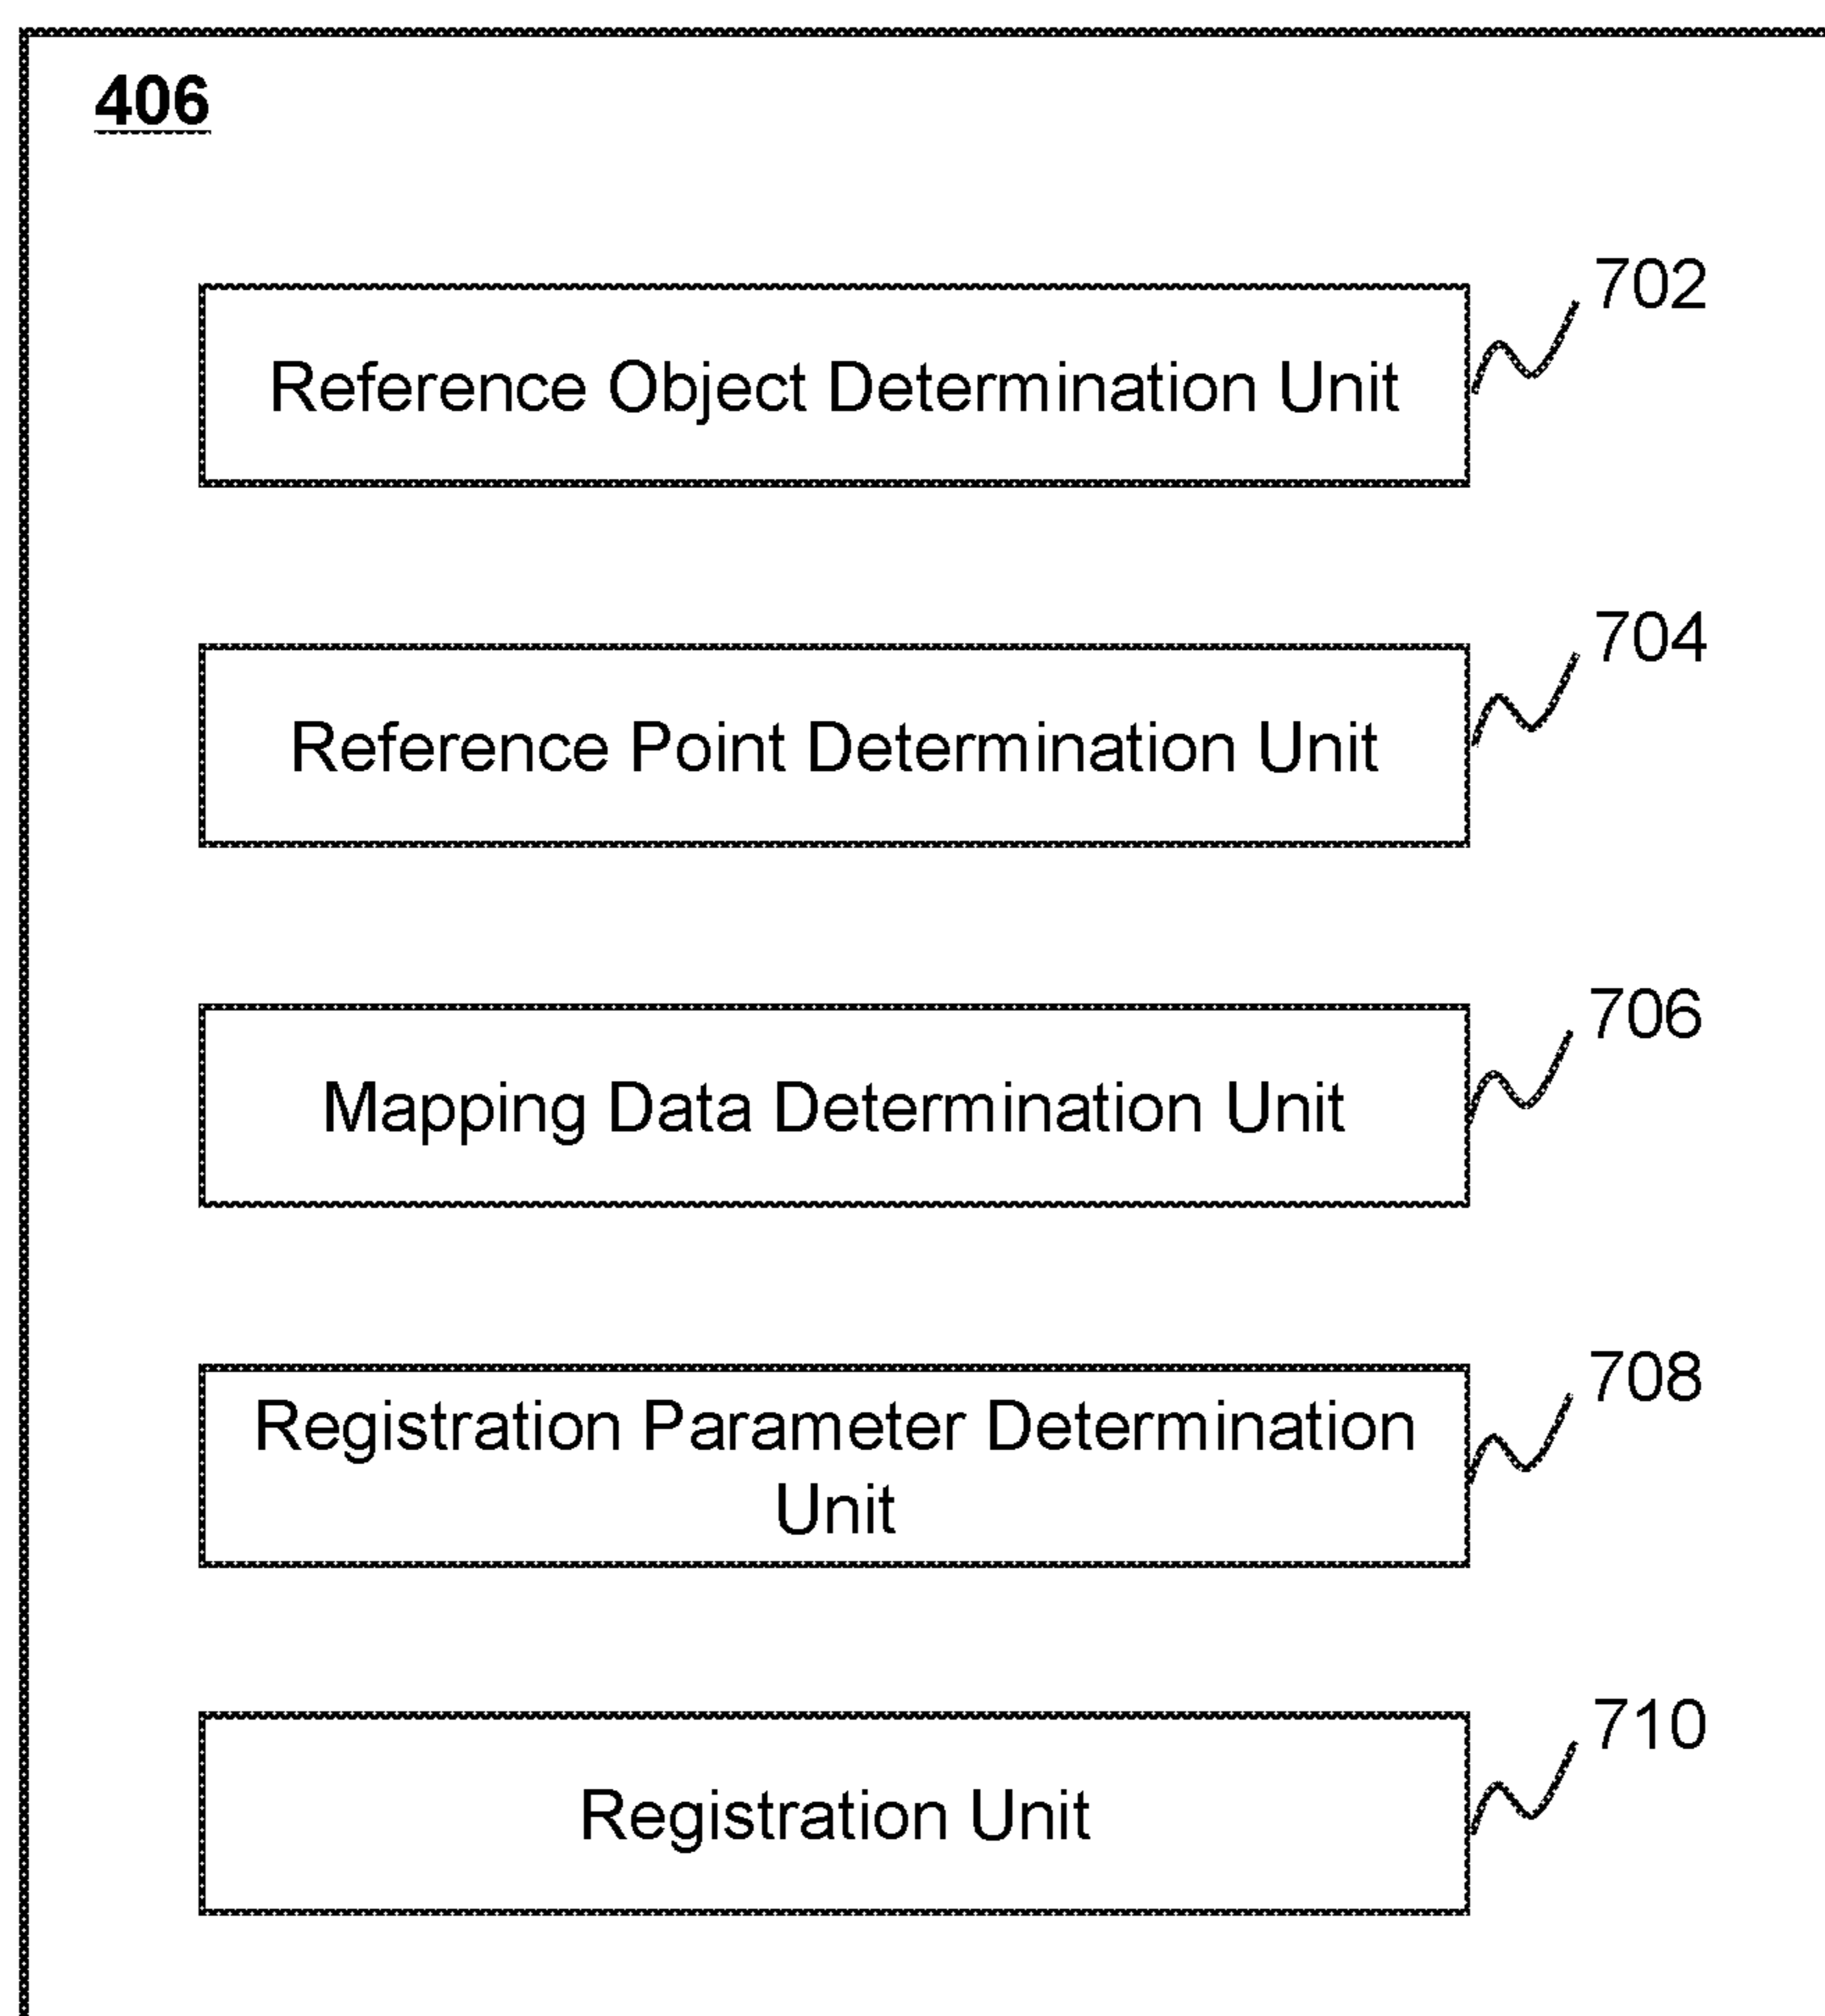 406
702
Reference Object Determination Unit
704
Reference Point Determination Unit
706
Mapping Data Determination Unit
708
Registration Parameter Determination
Unit
710
Registration Unit